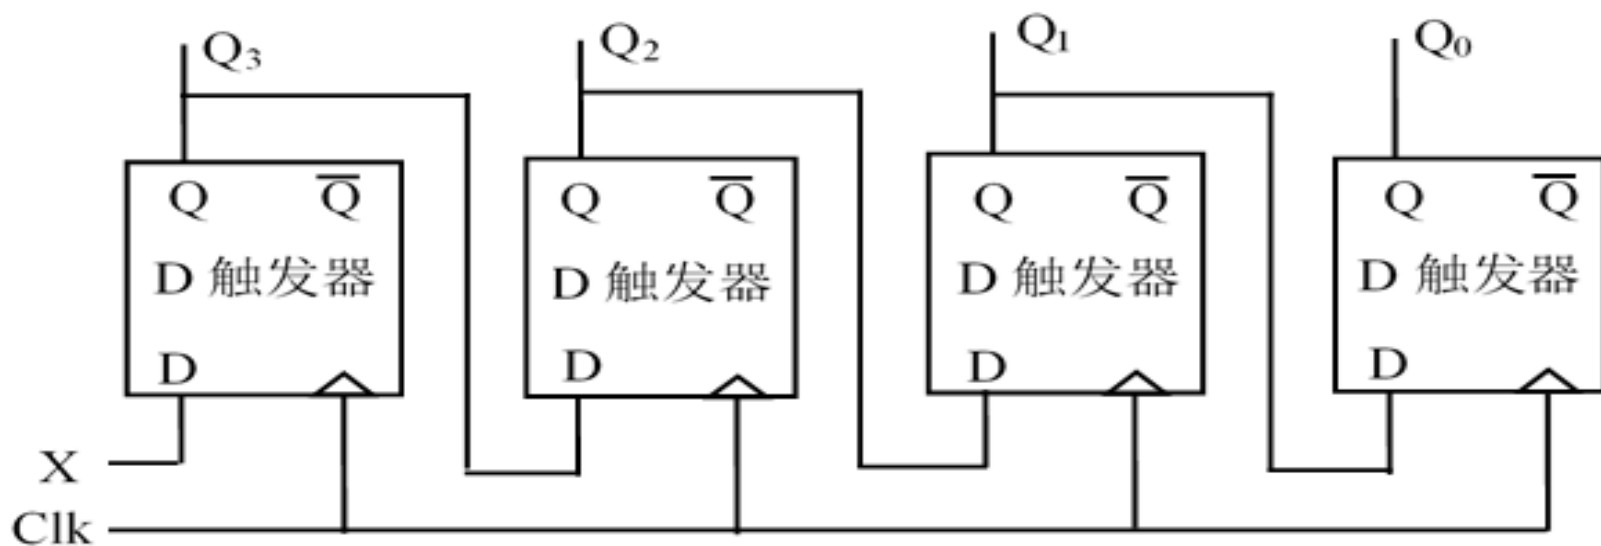 Q₃ Q₂ Q₁ Q₀
Q Q̅ Q Q̅ Q Q̅ Q Q̅
D 触发器 D 触发器 D 触发器 D 触发器
D D D D
X
Clk